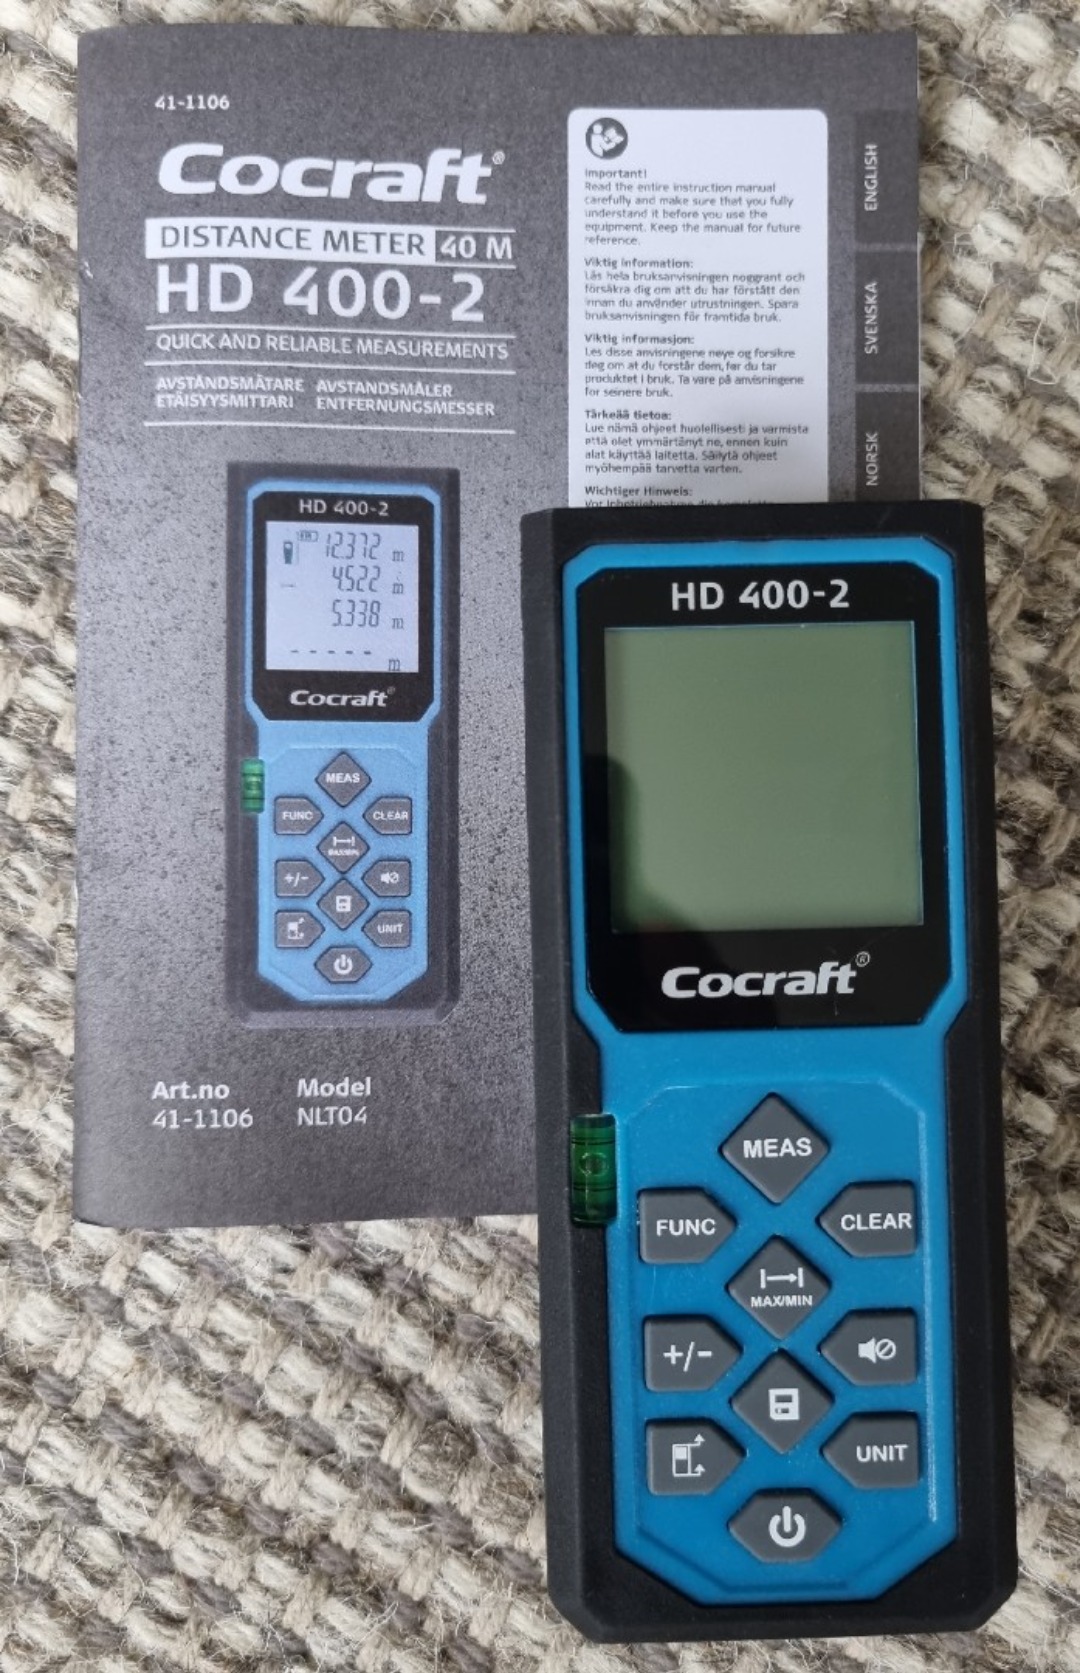 41-1106
Cocraft®
DISTANCE METER 40 M
HD 400-2
QUICK AND RELIABLE MEASUREMENTS
AVSTÅNDSMÄTARE AVSTANDSMÅLER
ETÄISYYSMITTARI ENTFERNUNGSMESSER
Important!
Read the entire instruction manual
carefully and make sure that you fully
understand it before you use the
equipment. Keep the manual for future
reference.
Viktig information:
Läs hela bruksanvisningen noggrant och
försäkra dig om att du har förstått den
innan du använder utrustningen. Spara
bruksanvisningen för framtida bruk.
Viktig informasjon:
Les disse anvisningene nøye og forsikre
deg om at du forstår dem, før du tar
produktet i bruk. Ta vare på anvisningene
for seinere bruk.
Tärkeää tietoa:
Lue nämä ohjeet huolellisesti ja varmista
että olet ymmärtänyt ne, ennen kuin
alat käyttää laitetta. Säilytä ohjeet
myöhempää tarvetta varten.
Wichtiger Hinweis:
ENGLISH
SVENSKA
NORSK
HD 400-2
12.372 m
4.522 m
5.338 m
m
Cocraft®
MEAS
FUNC
CLEAR
MAX/MIN
+/-
UNIT
Art.no Model
41-1106 NLT04
HD 400-2
Cocraft®
MEAS
FUNC
CLEAR
MAX/MIN
+/-
UNIT